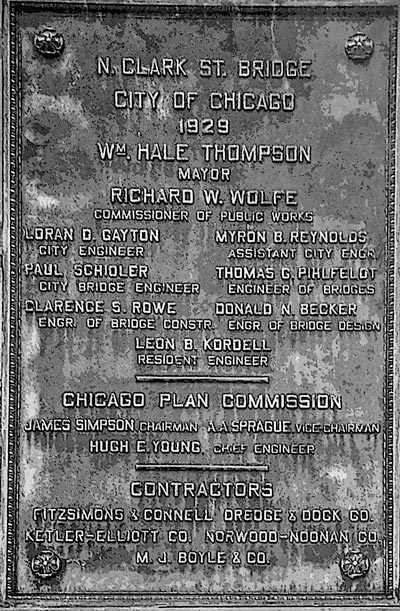 N. CLARK ST. BRIDGE
CITY OF CHICAGO
1929
WM. HALE THOMPSON
MAYOR
RICHARD W. WOLFE
COMMISSIONER OF PUBLIC WORKS
LORAN D. GAYTON MYRON B. REYNOLDS
CITY ENGINEER ASSISTANT CITY ENGR.
PAUL SCHIOLER THOMAS G. PIHLFELDT
CITY BRIDGE ENGINEER ENGINEER OF BRIDGES
CLARENCE S. ROWE DONALD N. BECKER
ENGR. OF BRIDGE CONSTR. ENGR. OF BRIDGE DESIGN
LEON B. KORDELL
RESIDENT ENGINEER
CHICAGO PLAN COMMISSION
JAMES SIMPSON, CHAIRMAN A.A. SPRAGUE VICE-CHAIRMAN
HUGH E. YOUNG, CHIEF ENGINEER
CONTRACTORS
FITZSIMONS & CONNELL DREDGE & DOCK CO.
KETLER-ELLIOTT CO. NORWOOD-NOONAN CO.
M. J. BOYLE & CO.